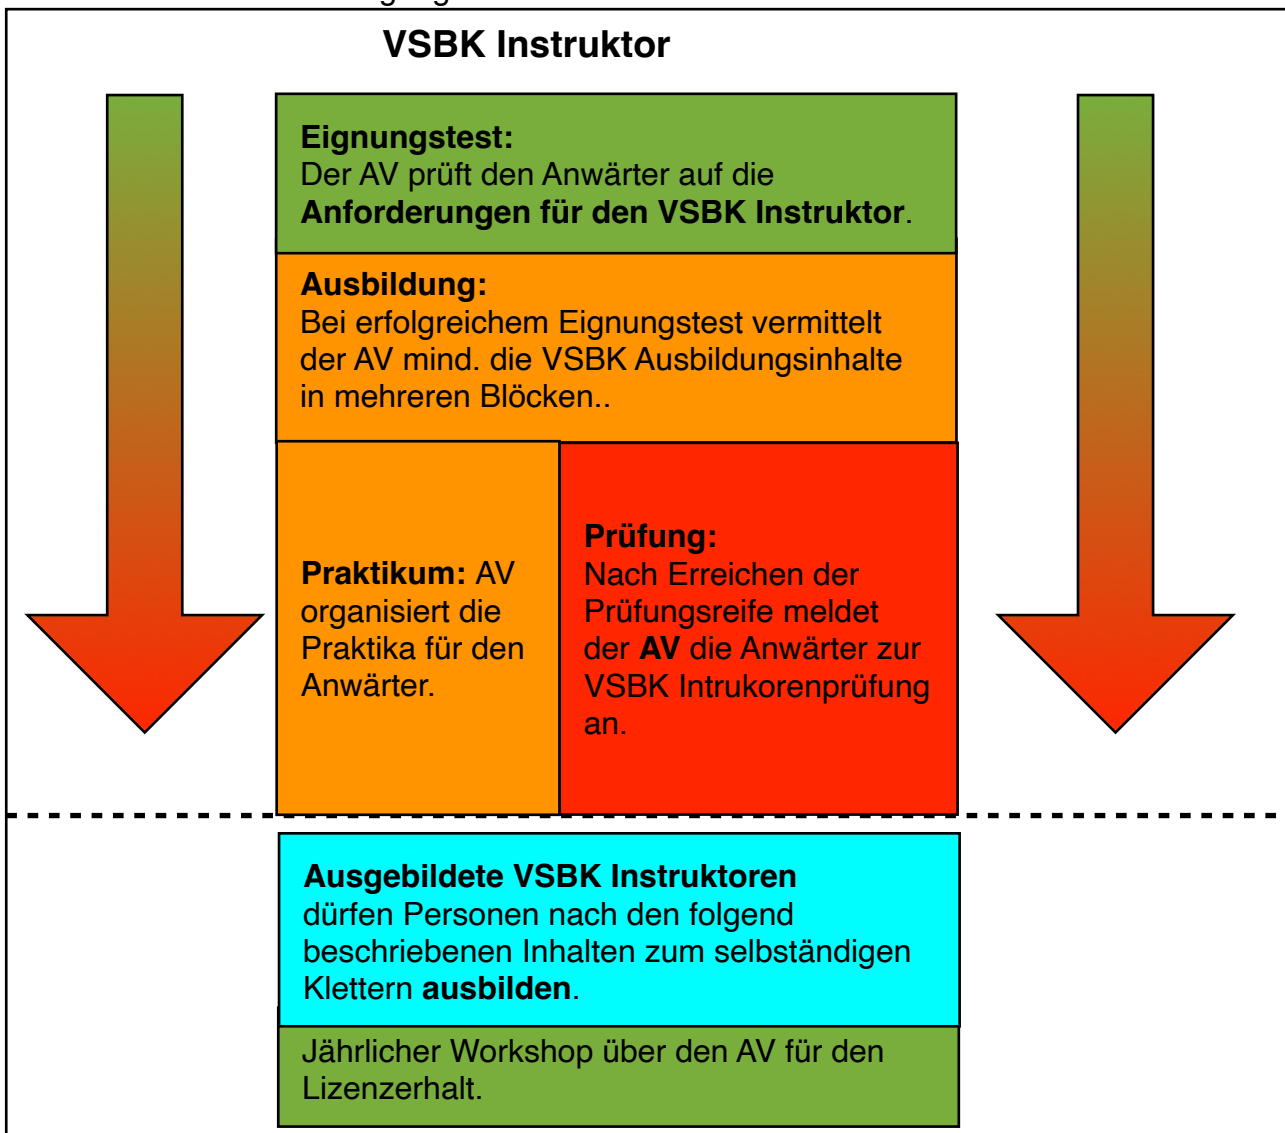 VSBK Instruktor
Eignungstest:
Der AV prüft den Anwärter auf die
Anforderungen für den VSBK Instruktor.
Ausbildung:
Bei erfolgreichem Eignungstest vermittelt
der AV mind. die VSBK Ausbildungsinhalte
in mehreren Blöcken..
Praktikum: AV
organisiert die
Praktika für den
Anwärter.
Prüfung:
Nach Erreichen der
Prüfungsreife meldet
der AV die Anwärter zur
VSBK Intrukorenprüfung
an.
Ausgebildete VSBK Instruktoren
dürfen Personen nach den folgend
beschriebenen Inhalten zum selbständigen
Klettern ausbilden.
Jährlicher Workshop über den AV für den
Lizenzerhalt.